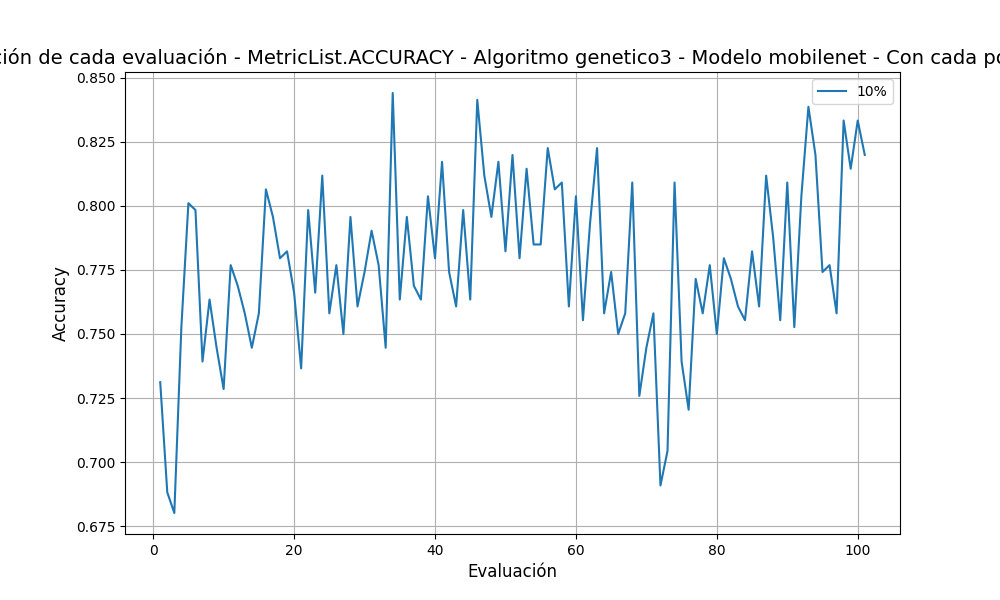 ción de cada evaluación - MetricList.ACCURACY - Algoritmo genetico3 - Modelo mobilenet - Con cada po
10%
0.850
0.825
0.800
0.775
0.750
0.725
0.700
0.675
Accuracy
0 20 40 60 80 100
Evaluación